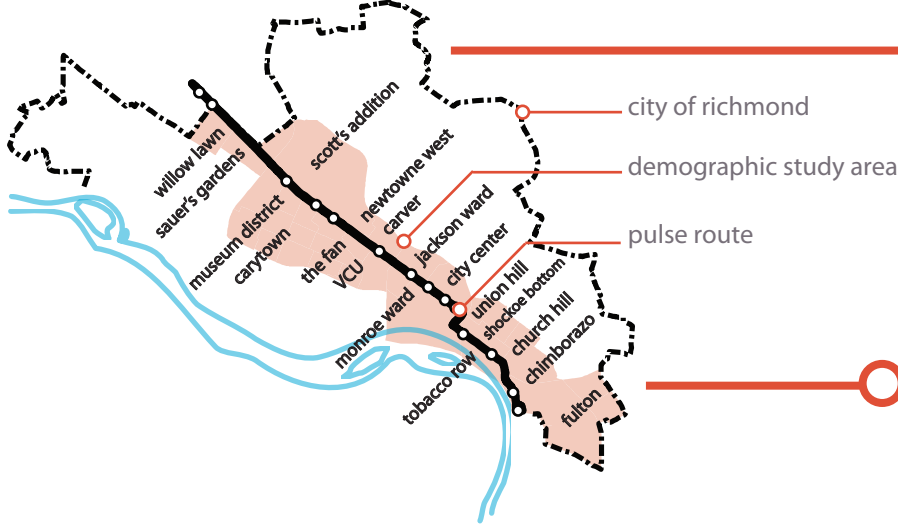 scott's addition
city of richmond
willow lawn
sauer's gardens
newtowne west
demographic study area
carver
museum district
jackson ward
carytown
the fan
city center
pulse route
VCU
union hill
shockoe bottom
monroe ward
church hill
chimborazo
tobacco row
fulton